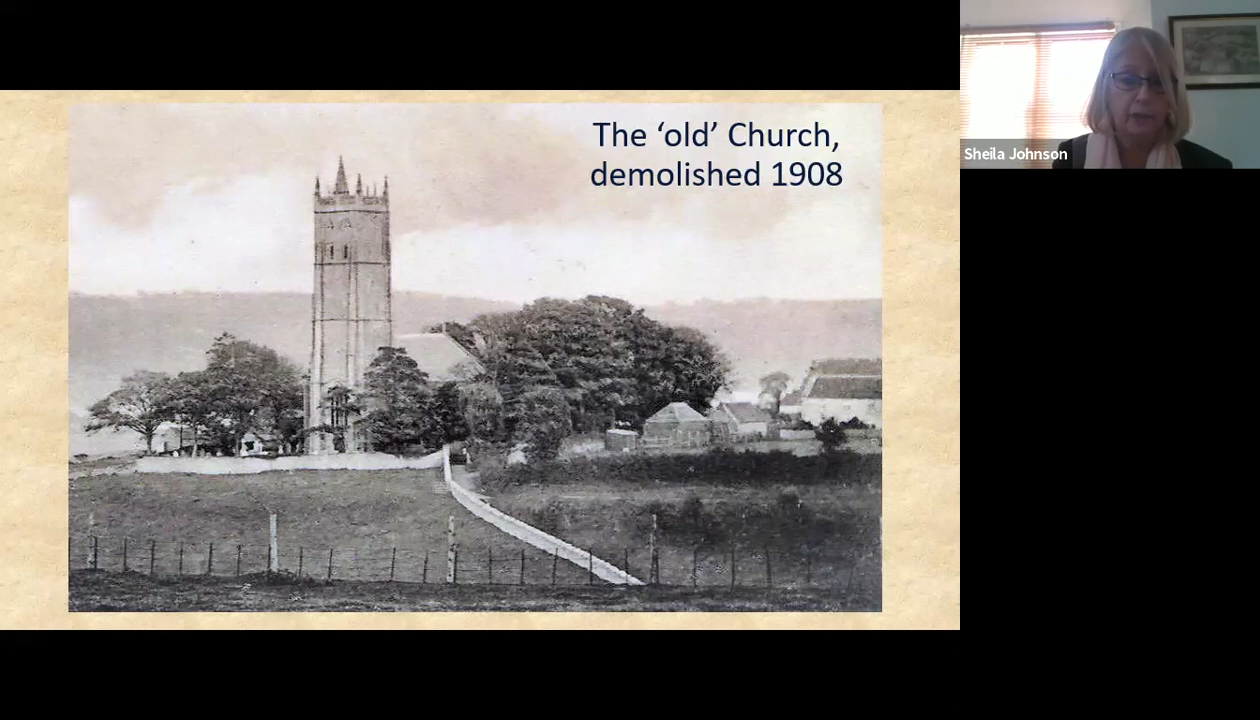 The ‘old’ Church,
demolished 1908
Sheila Johnson